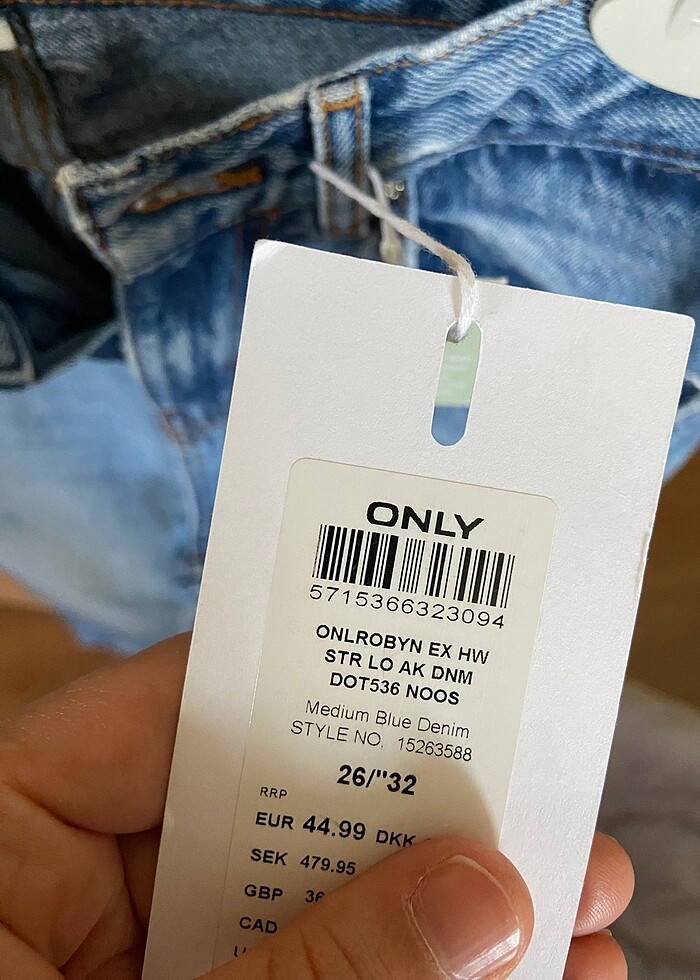 ONLY
5715366323094
ONLROBYN EX HW
STR LO AK DNM
DOT536 NOOS
Medium Blue Denim
STYLE NO. 15263588
26/"32
RRP
EUR 44.99 DKK
SEK 479.95
GBP 36
CAD